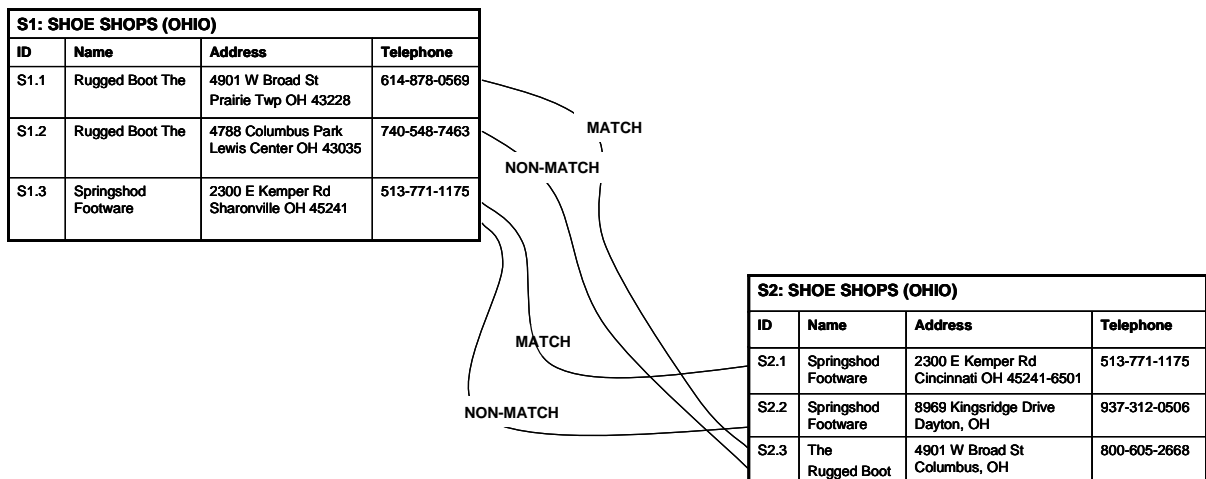 S1: SHOE SHOPS (OHIO)
ID Name Address Telephone
S1.1 Rugged Boot The 4901 W Broad St 614-878-0569
Prairie Twp OH 43228
S1.2 Rugged Boot The 4788 Columbus Park 740-548-7463
Lewis Center OH 43035
S1.3 Springshod 2300 E Kemper Rd 513-771-1175
Footware Sharonville OH 45241
MATCH
NON-MATCH
MATCH
NON-MATCH
S2: SHOE SHOPS (OHIO)
ID Name Address Telephone
S2.1 Springshod 2300 E Kemper Rd 513-771-1175
Footware Cincinnati OH 45241-6501
S2.2 Springshod 8969 Kingsridge Drive 937-312-0506
Footware Dayton, OH
S2.3 The 4901 W Broad St 800-605-2668
Rugged Boot Columbus, OH